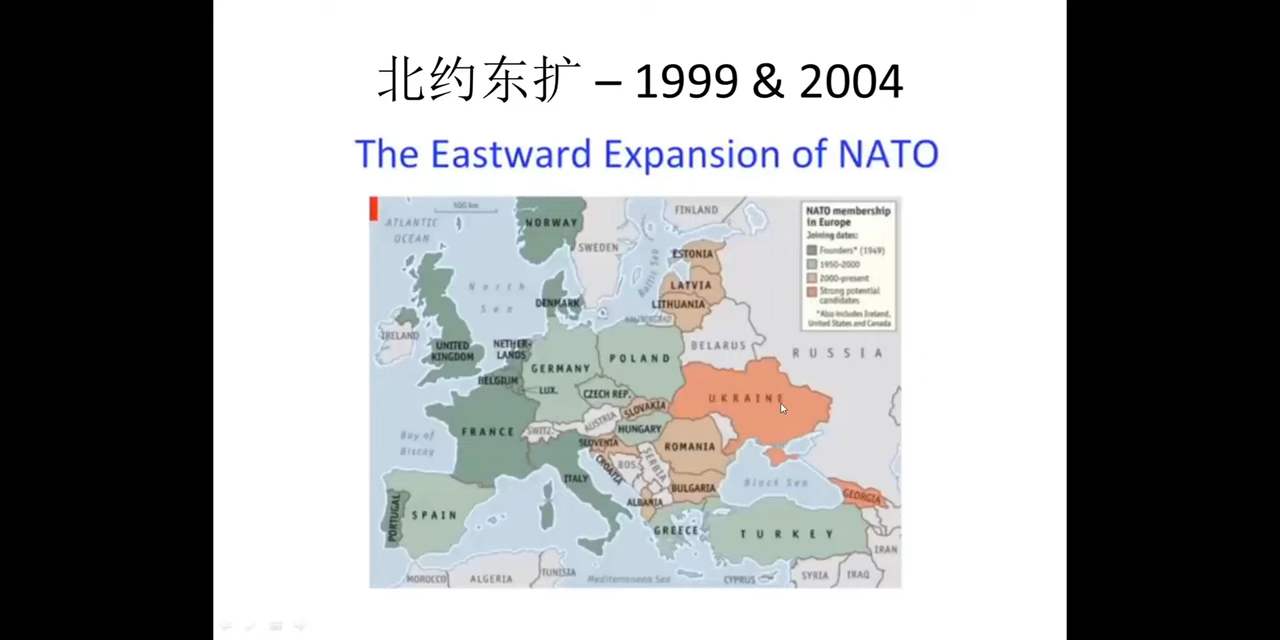 北约东扩 – 1999 & 2004
The Eastward Expansion of NATO
500 km
ATLANTIC
OCEAN
NORWAY
SWEDEN
FINLAND
NATO membership
in Europe
Joining dates:
Founders* (1949)
1950-2000
2000-present
Strong potential
candidates
*Also includes Iceland,
United States and Canada
ESTONIA
Baltic Sea
LATVIA
LITHUANIA
North
Sea
DENMARK
IRELAND
UNITED
KINGDOM
NETHER-
LANDS
BELARUS
RUSSIA
POLAND
GERMANY
BELGIUM
LUX.
CZECH REP.
UKRAINE
SLOVAKIA
AUSTRIA
FRANCE
SWITZ.
HUNGARY
SLOVENIA
ROMANIA
Bay of
Biscay
CROATIA
BOS.
SERBIA
ITALY
BULGARIA
Black Sea
GEORGIA
ALBANIA
PORTUGAL
SPAIN
GREECE
TURKEY
IRAN
MOROCCO
ALGERIA
TUNISIA
Mediterranean Sea
CYPRUS
SYRIA
IRAQ